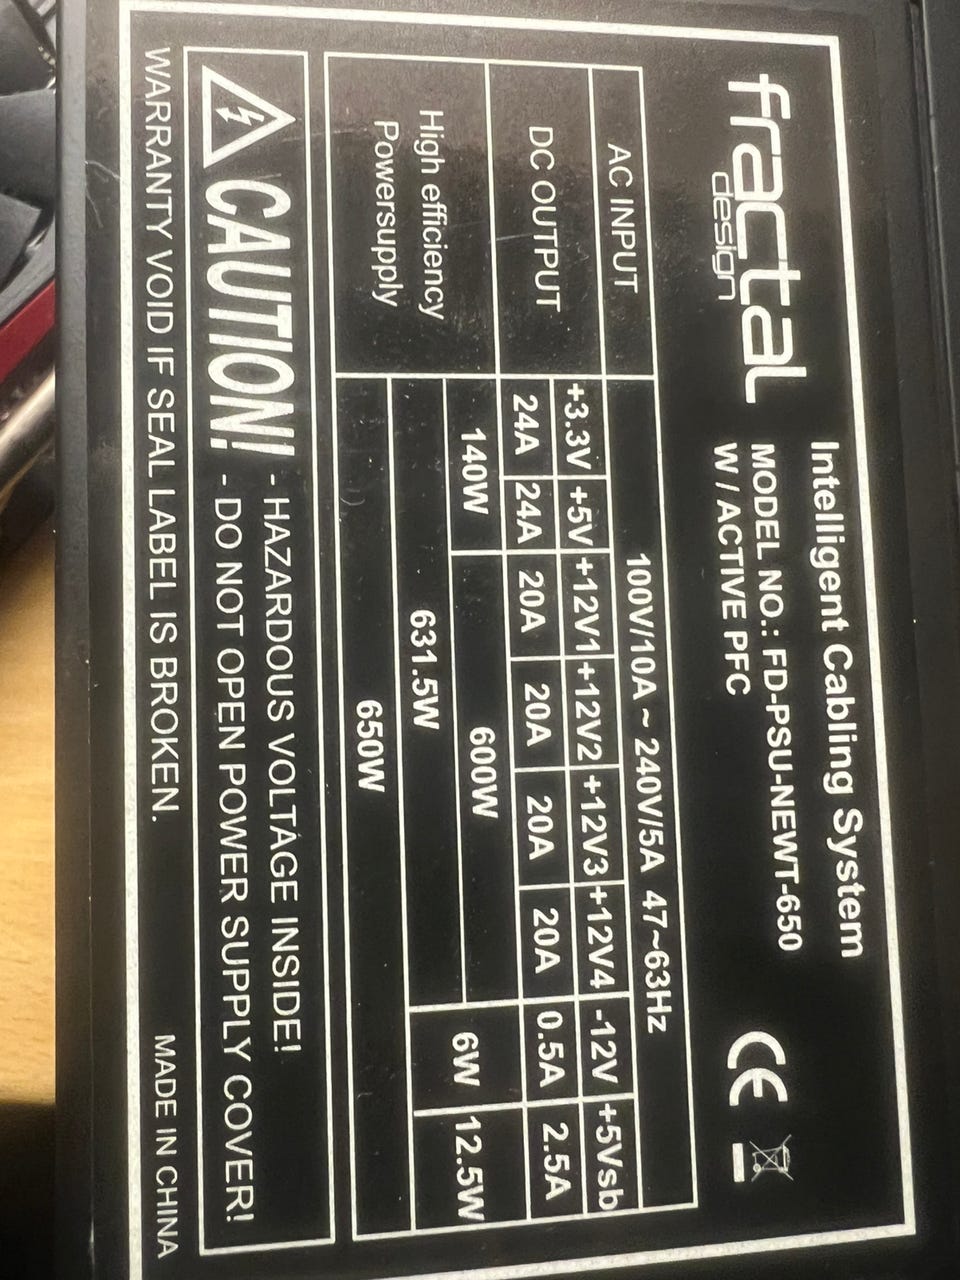 fractal
design
Intelligent Cabling System
MODEL NO.: FD-PSU-NEWT-650
W / ACTIVE PFC
CE
AC INPUT 100V/10A ~ 240V/5A 47~63Hz
DC OUTPUT +3.3V +5V +12V1 +12V2 +12V3 +12V4 -12V +5Vsb
24A 24A 20A 20A 20A 20A 0.5A 2.5A
High efficiency
Powersupply
140W 600W 6W 12.5W
631.5W
650W
CAUTION!
- HAZARDOUS VOLTAGE INSIDE!
- DO NOT OPEN POWER SUPPLY COVER!
WARRANTY VOID IF SEAL LABEL IS BROKEN. MADE IN CHINA